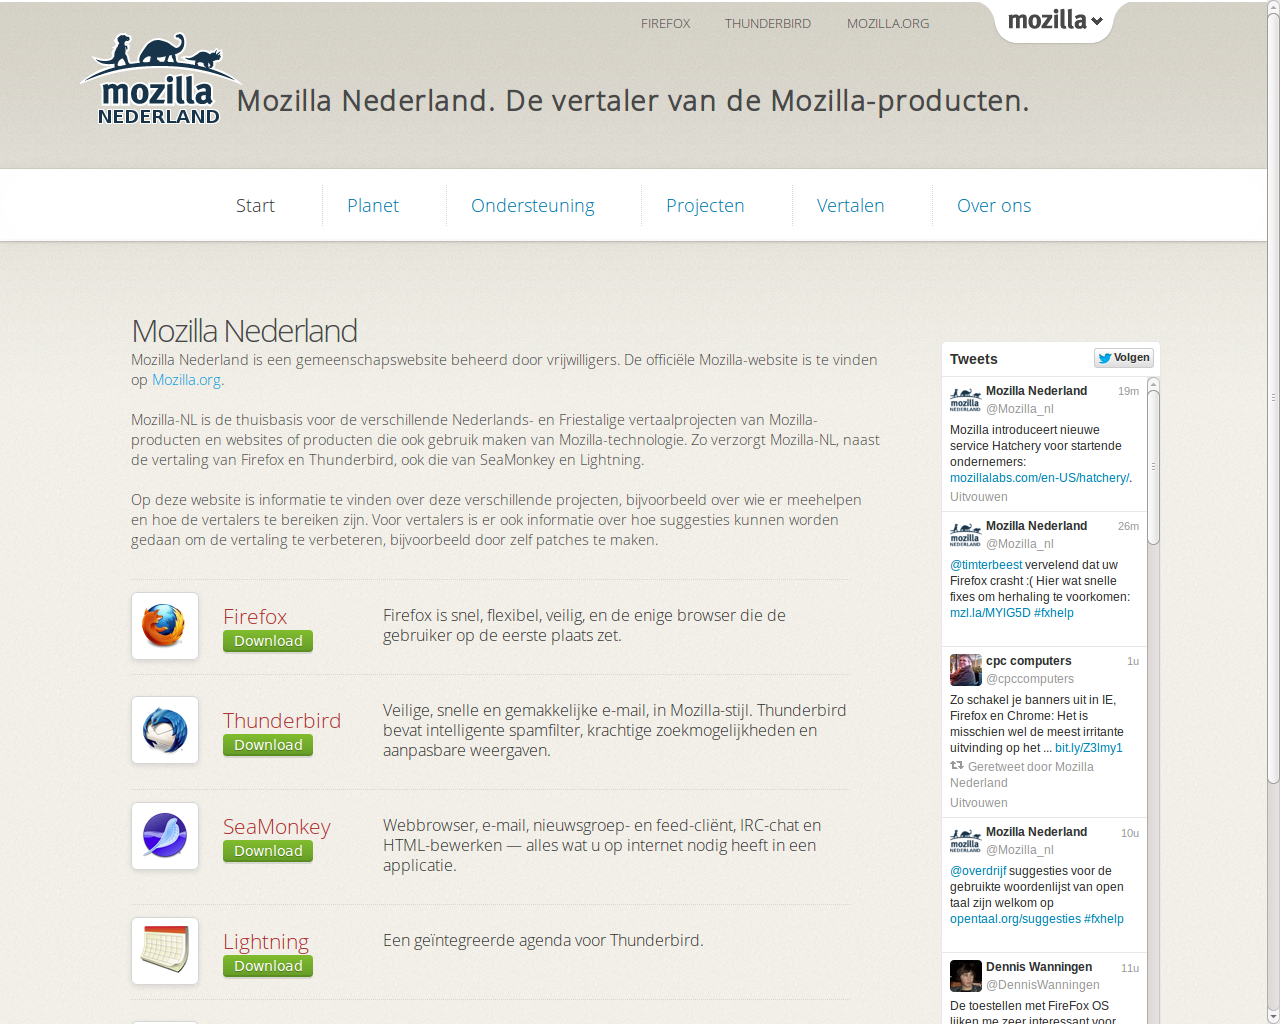 FIREFOX THUNDERBIRD MOZILLA.ORG
mozilla
mozilla
NEDERLAND
Mozilla Nederland. De vertaler van de Mozilla-producten.
Start Planet Ondersteuning Projecten Vertalen Over ons
Mozilla Nederland
Mozilla Nederland is een gemeenschapswebsite beheerd door vrijwilligers. De officiële Mozilla-website is te vinden
op Mozilla.org.
Mozilla-NL is de thuisbasis voor de verschillende Nederlands- en Friestalige vertaalprojecten van Mozilla-
producten en websites of producten die ook gebruik maken van Mozilla-technologie. Zo verzorgt Mozilla-NL, naast
de vertaling van Firefox en Thunderbird, ook die van SeaMonkey en Lightning.
Op deze website is informatie te vinden over deze verschillende projecten, bijvoorbeeld over wie er meehelpen
en hoe de vertalers te bereiken zijn. Voor vertalers is er ook informatie over hoe suggesties kunnen worden
gedaan om de vertaling te verbeteren, bijvoorbeeld door zelf patches te maken.
Firefox
Download
Firefox is snel, flexibel, veilig, en de enige browser die de
gebruiker op de eerste plaats zet.
Thunderbird
Download
Veilige, snelle en gemakkelijke e-mail, in Mozilla-stijl. Thunderbird
bevat intelligente spamfilter, krachtige zoekmogelijkheden en
aanpasbare weergaven.
SeaMonkey
Download
Webbrowser, e-mail, nieuwsgroep- en feed-cliënt, IRC-chat en
HTML-bewerken — alles wat u op internet nodig heeft in een
applicatie.
Lightning
Download
Een geïntegreerde agenda voor Thunderbird.
Tweets Volgen
Mozilla Nederland 19m
@Mozilla_nl
Mozilla introduceert nieuwe
service Hatchery voor startende
ondernemers:
mozillalabs.com/en-US/hatchery/.
Uitvouwen
Mozilla Nederland 26m
@Mozilla_nl
@timterbeest vervelend dat uw
Firefox crasht :( Hier wat snelle
fixes om herhaling te voorkomen:
mzl.la/MYlG5D #fxhelp
cpc computers 1u
@cpccomputers
Zo schakel je banners uit in IE,
Firefox en Chrome: Het is
misschien wel de meest irritante
uitvinding op het ... bit.ly/Z3lmy1
Geretweet door Mozilla
Nederland
Uitvouwen
Mozilla Nederland 10u
@Mozilla_nl
@overdrijf suggesties voor de
gebruikte woordenlijst van open
taal zijn welkom op
opentaal.org/suggesties #fxhelp
Dennis Wanningen 11u
@DennisWanningen
De toestellen met FireFox OS
lijken me zeer interessant voor